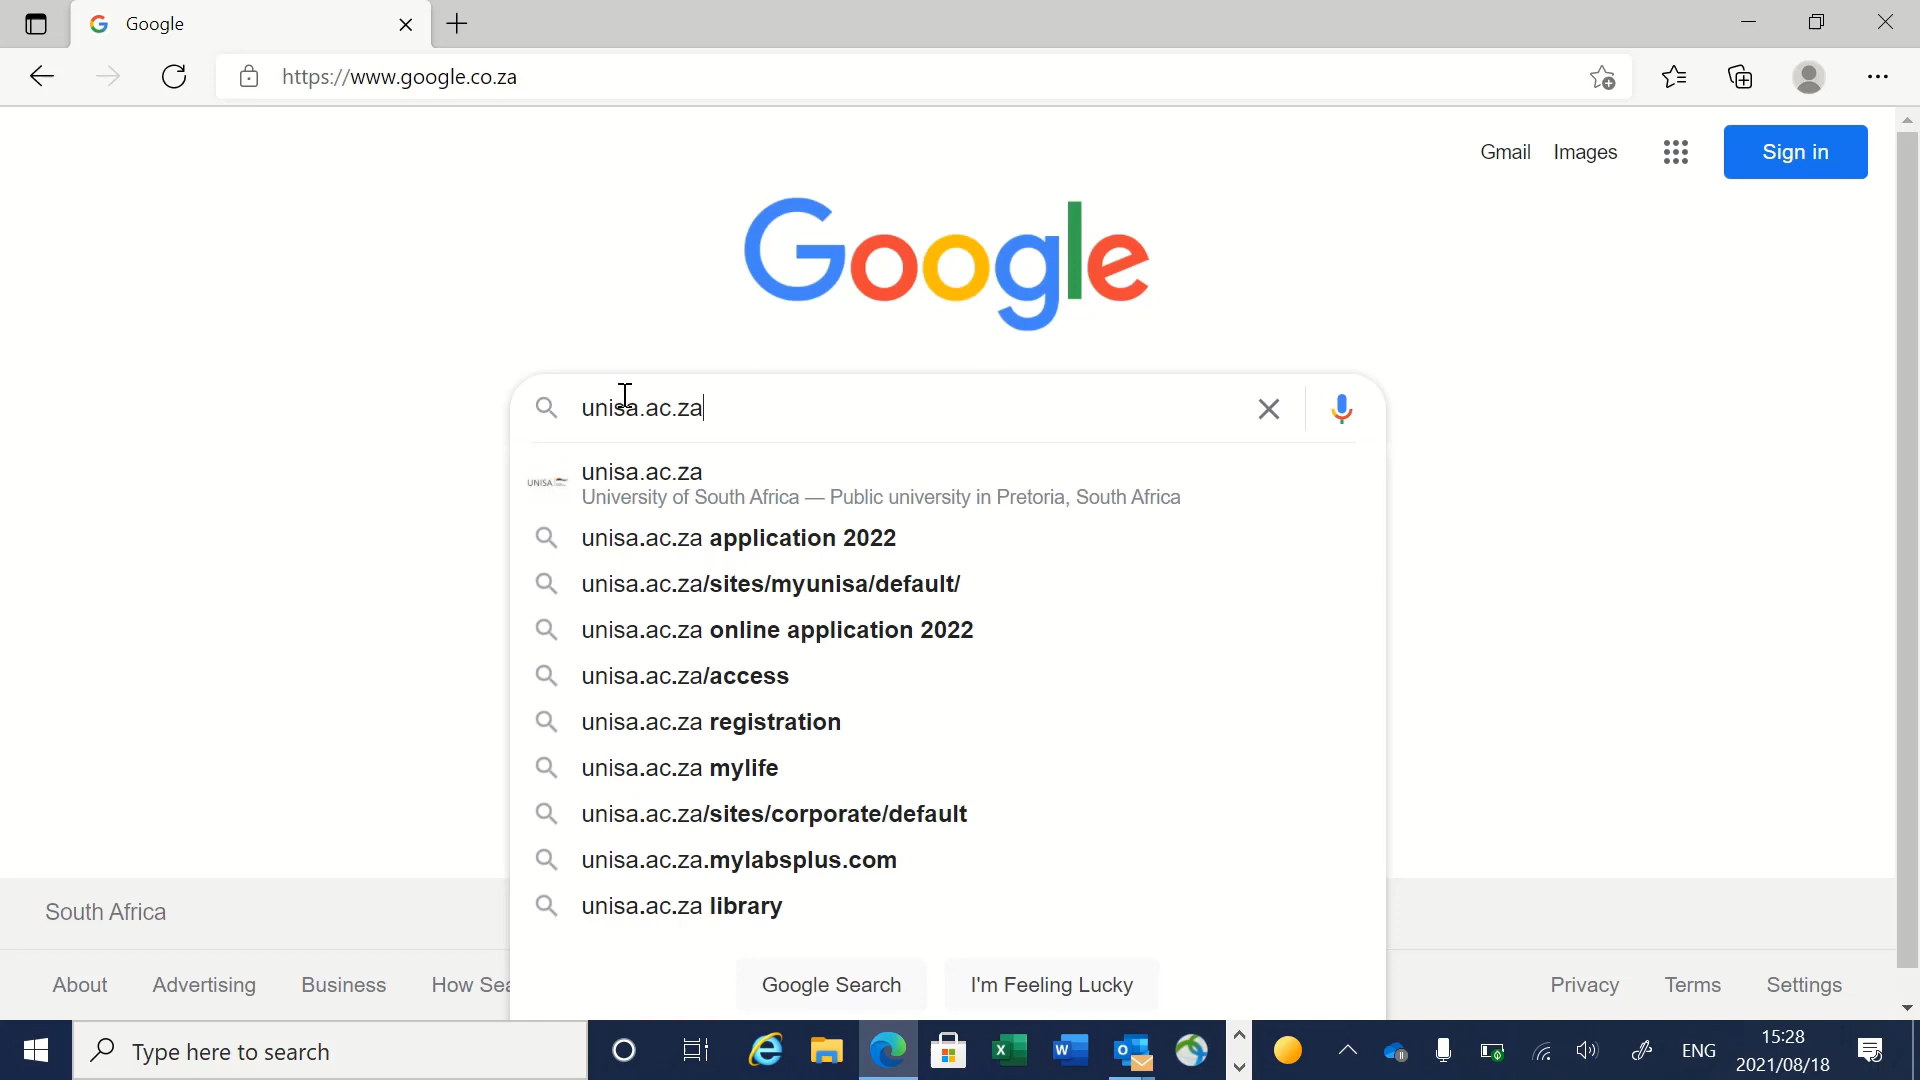 Google
https://www.google.co.za
Gmail Images Sign in
Google
unisa.ac.za
UNISA
unisa.ac.za
University of South Africa — Public university in Pretoria, South Africa
unisa.ac.za application 2022
unisa.ac.za/sites/myunisa/default/
unisa.ac.za online application 2022
unisa.ac.za/access
unisa.ac.za registration
unisa.ac.za mylife
unisa.ac.za/sites/corporate/default
unisa.ac.za.mylabsplus.com
unisa.ac.za library
South Africa
About Advertising Business How Sea
Google Search I'm Feeling Lucky
Privacy Terms Settings
Type here to search
ENG
15:28
2021/08/18